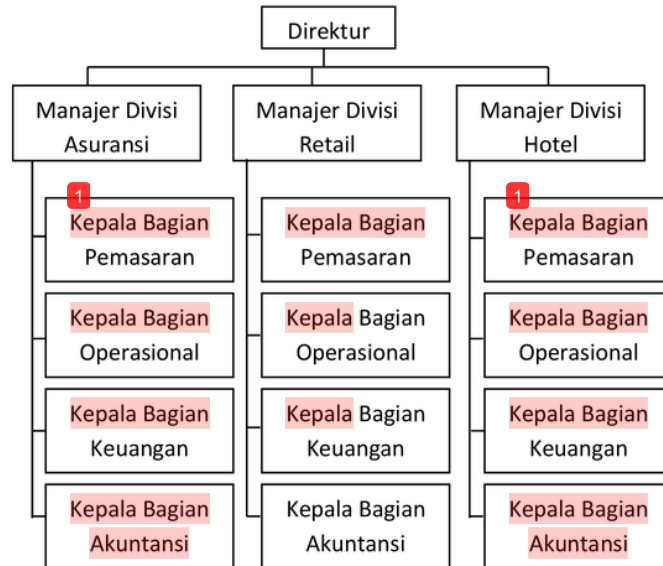 Direktur
Manajer Divisi
Asuransi
Manajer Divisi
Retail
Manajer Divisi
Hotel
1
Kepala Bagian
Pemasaran
Kepala Bagian
Operasional
Kepala Bagian
Keuangan
Kepala Bagian
Akuntansi
Kepala Bagian
Pemasaran
Kepala Bagian
Operasional
Kepala Bagian
Keuangan
Kepala Bagian
Akuntansi
1
Kepala Bagian
Pemasaran
Kepala Bagian
Operasional
Kepala Bagian
Keuangan
Kepala Bagian
Akuntansi